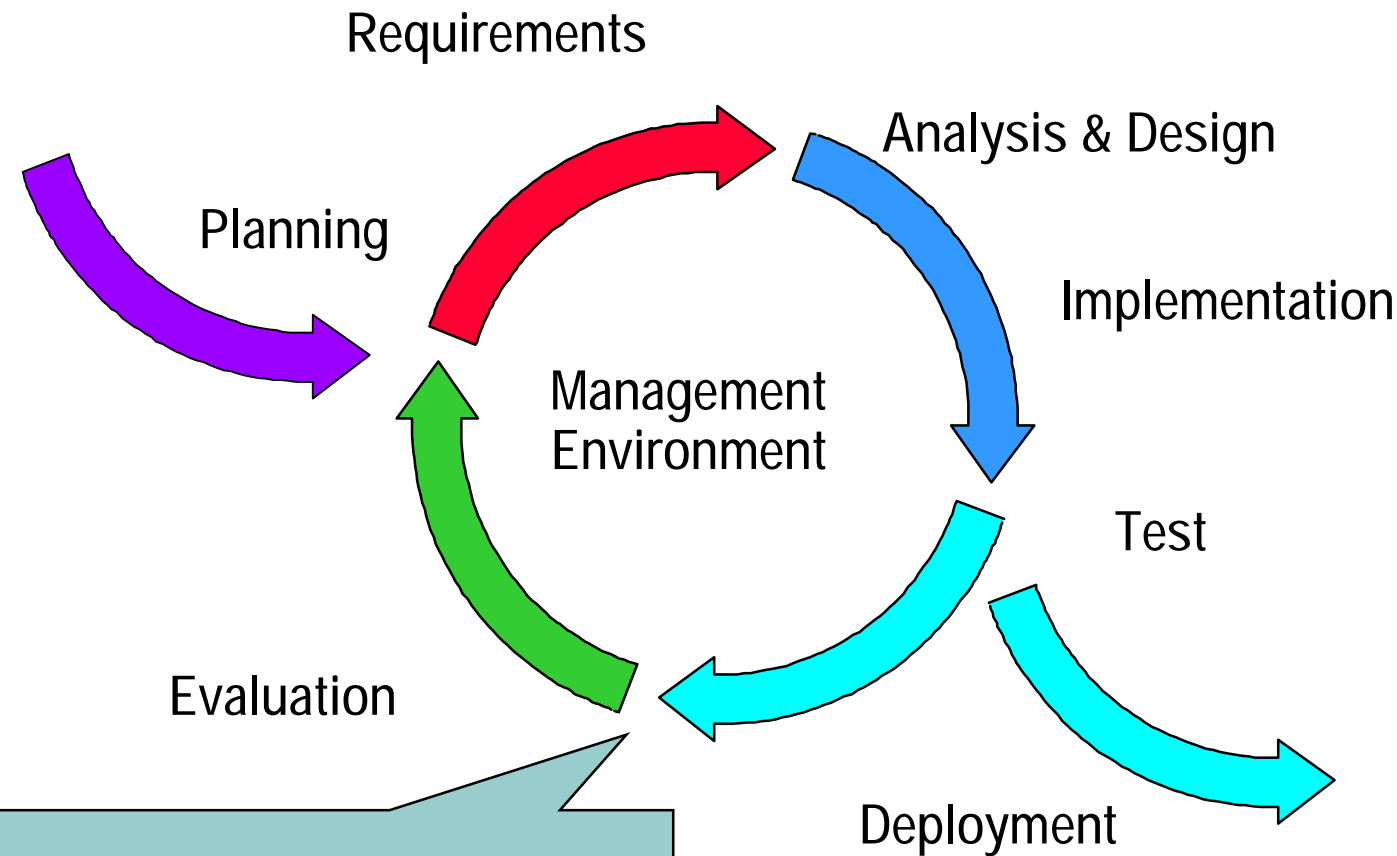 Requirements
Analysis & Design
Planning
Implementation
Management
Environment
Test
Evaluation
Deployment